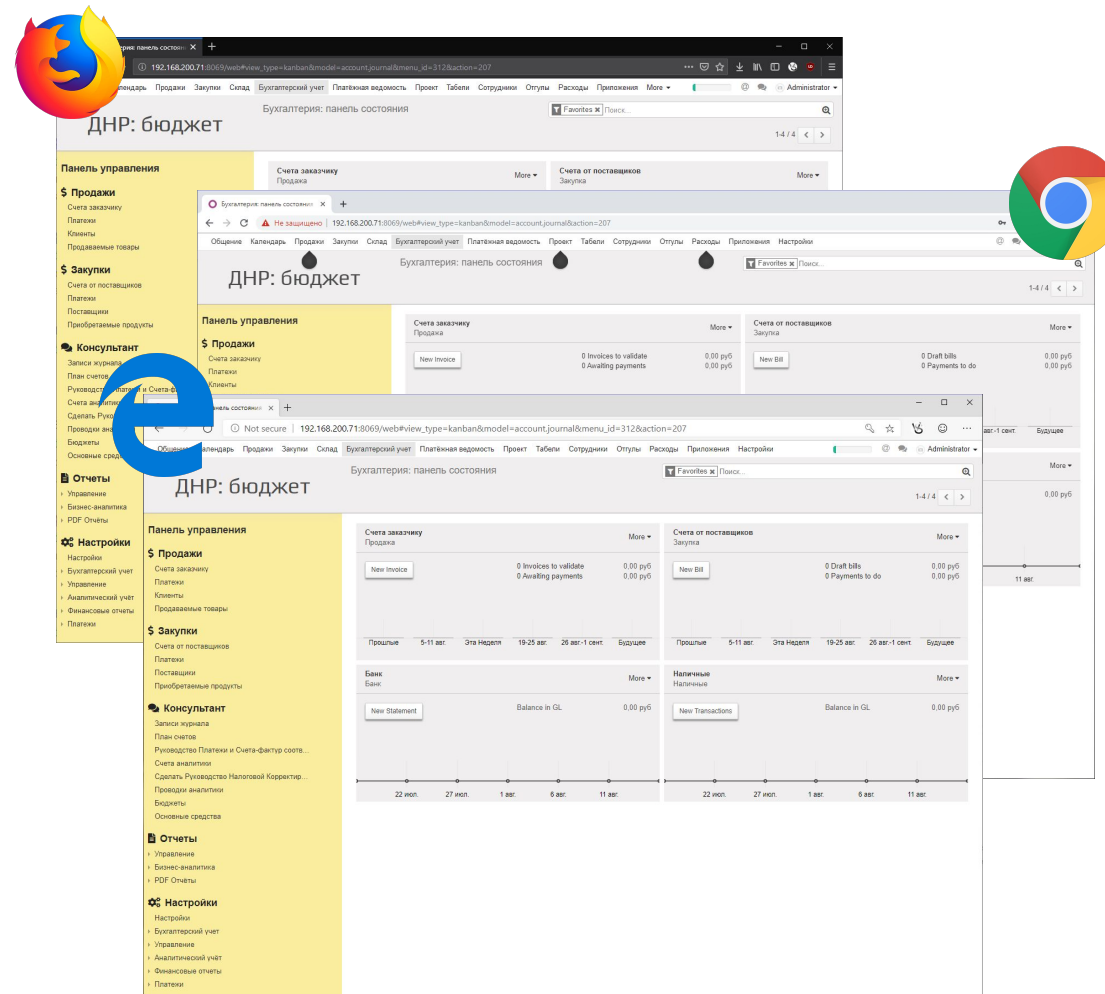 ерия: панель состояни × +
192.168.200.71:8069/web#view_type=kanban&model=account.journal&menu_id=312&action=207
алендарь Продажи Закупки Склад Бухгалтерский учет Платёжная ведомость Проект Табели Сотрудники Отгулы Расходы Приложения More @ Administrator
ДНР: бюджет
Бухгалтерия: панель состояния
Favorites × Поиск...
1-4 / 4 < >
Панель управления
$ Продажи
Счета заказчику
Платежи
Клиенты
Продаваемые товары
$ Закупки
Счета от поставщиков
Платежи
Поставщики
Приобретаемые продукты
Консультант
Записи журнала
План счетов
Счета
Сделать
Проводки
Бюджеты
Основные
Отчеты
Управление
Бизнес-аналитика
PDF Отчёты
Настройки
Настройки
Бухгалтерский учет
Управление
Аналитический учёт
Финансовые отчеты
Платежи
Счета заказчику More
Продажа
Счета от поставщиков More
Закупка
Бухгалтерия: панель состояния × +
Не защищено | 192.168.200.71:8069/web#view_type=kanban&model=account.journal&action=207
Общение Календарь Продажи Закупки Склад Бухгалтерский учет Платёжная ведомость Проект Табели Сотрудники Отгулы Расходы Приложения Настройки @
ДНР: бюджет
Бухгалтерия: панель состояния
Favorites × Поиск...
1-4 / 4 < >
Панель управления
$ Продажи
Счета заказчику
Платежи
Клиенты
Счета заказчику More
Продажа
New Invoice
0 Invoices to validate 0,00 руб
0 Awaiting payments 0,00 руб
Счета от поставщиков More
Закупка
New Bill
0 Draft bills 0,00 руб
0 Payments to do 0,00 руб
авг.-1 сент. Будущее
More
0,00 руб
11 авг.
нель состояния × +
Not secure | 192.168.200.71:8069/web#view_type=kanban&model=account.journal&menu_id=312&action=207
Общение Календарь Продажи Закупки Склад Бухгалтерский учет Платёжная ведомость Проект Табели Сотрудники Отгулы Расходы Приложения Настройки @ Administrator
ДНР: бюджет
Бухгалтерия: панель состояния
Favorites × Поиск...
1-4 / 4 < >
Панель управления
$ Продажи
Счета заказчику
Платежи
Клиенты
Продаваемые товары
$ Закупки
Счета от поставщиков
Платежи
Поставщики
Приобретаемые продукты
Консультант
Записи журнала
План счетов
Руководство Платежи и Счета-фактур соотв...
Счета аналитики
Сделать Руководство Налоговой Корректир...
Проводки аналитики
Бюджеты
Основные средства
Отчеты
Управление
Бизнес-аналитика
PDF Отчёты
Настройки
Настройки
Бухгалтерский учет
Управление
Аналитический учёт
Финансовые отчеты
Платежи
Счета заказчику More
Продажа
New Invoice
0 Invoices to validate 0,00 руб
0 Awaiting payments 0,00 руб
Прошлые 5-11 авг. Эта Неделя 19-25 авг. 26 авг.-1 сент. Будущее
Счета от поставщиков More
Закупка
New Bill
0 Draft bills 0,00 руб
0 Payments to do 0,00 руб
Прошлые 5-11 авг. Эта Неделя 19-25 авг. 26 авг.-1 сент. Будущее
Банк More
Банк
New Statement
Balance in GL 0,00 руб
22 июл. 27 июл. 1 авг. 6 авг. 11 авг.
Наличные More
Наличные
New Transactions
Balance in GL 0,00 руб
22 июл. 27 июл. 1 авг. 6 авг. 11 авг.